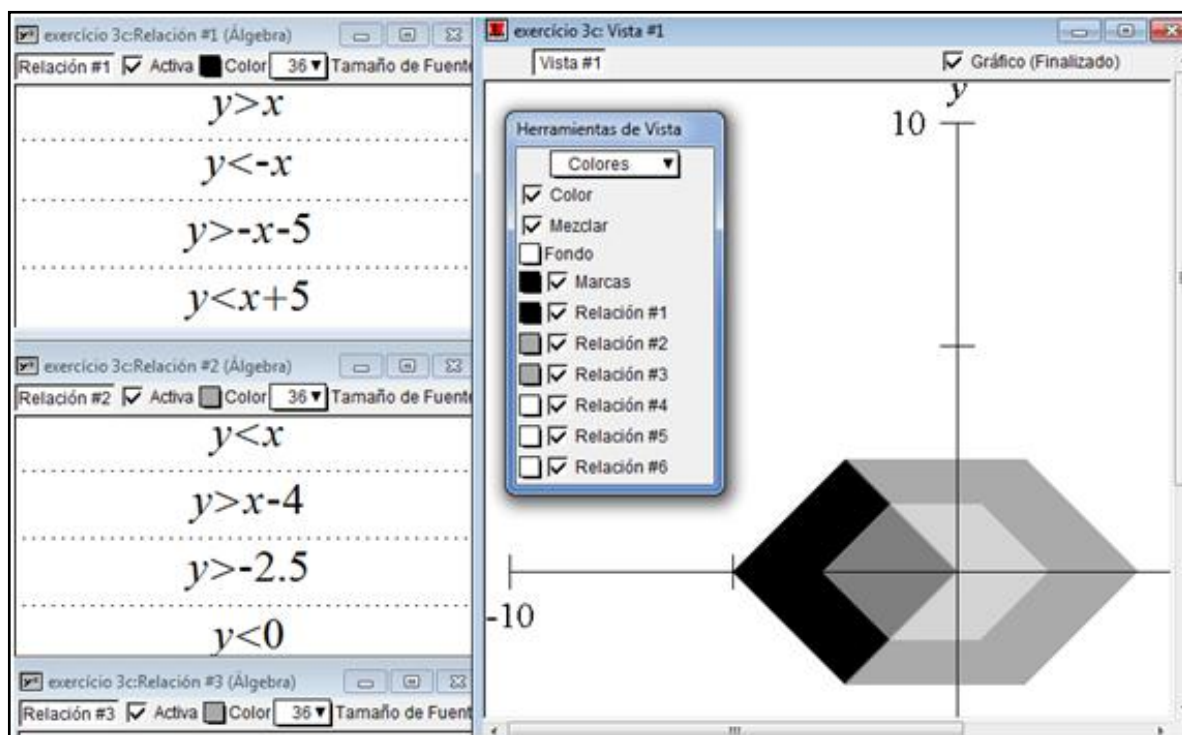 exercício 3c:Relación #1 (Álgebra)
Relación #1 Activa Color 36 Tamaño de Fuente
y>x
y<-x
y>-x-5
y<x+5
exercício 3c:Relación #2 (Álgebra)
Relación #2 Activa Color 36 Tamaño de Fuente
y<x
y>x-4
y>-2.5
y<0
exercício 3c:Relación #3 (Álgebra)
Relación #3 Activa Color 36 Tamaño de Fuent
exercício 3c: Vista #1
Vista #1
Gráfico (Finalizado)
Herramientas de Vista
Colores
Color
Mezclar
Fondo
Marcas
Relación #1
Relación #2
Relación #3
Relación #4
Relación #5
Relación #6
y
10
-10